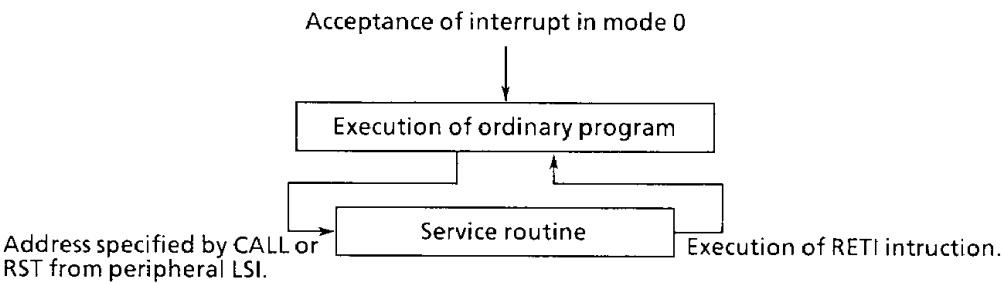 Acceptance of interrupt in mode 0
Execution of ordinary program
Service routine
Address specified by CALL or
RST from peripheral LSI.
Execution of RETI intruction.